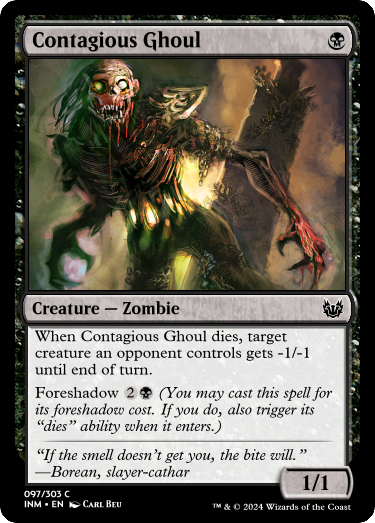 Contagious Ghoul
Creature — Zombie
When Contagious Ghoul dies, target
creature an opponent controls gets -1/-1
until end of turn.
Foreshadow 2 (You may cast this spell for
its foreshadow cost. If you do, also trigger its
“dies” ability when it enters.)
“If the smell doesn't get you, the bite will.”
—Borean, slayer-cathar
1/1
097/303 C
INM • EN Carl Beu
™ & © 2024 Wizards of the Coast